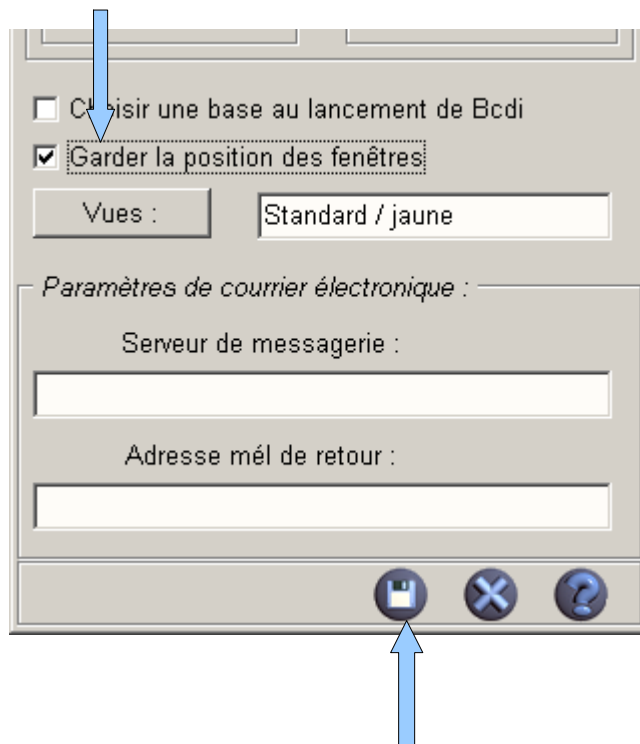 Choisir une base au lancement de Bcdi
Garder la position des fenêtres
Vues :
Standard / jaune
Paramètres de courrier électronique :
Serveur de messagerie :
Adresse mél de retour :